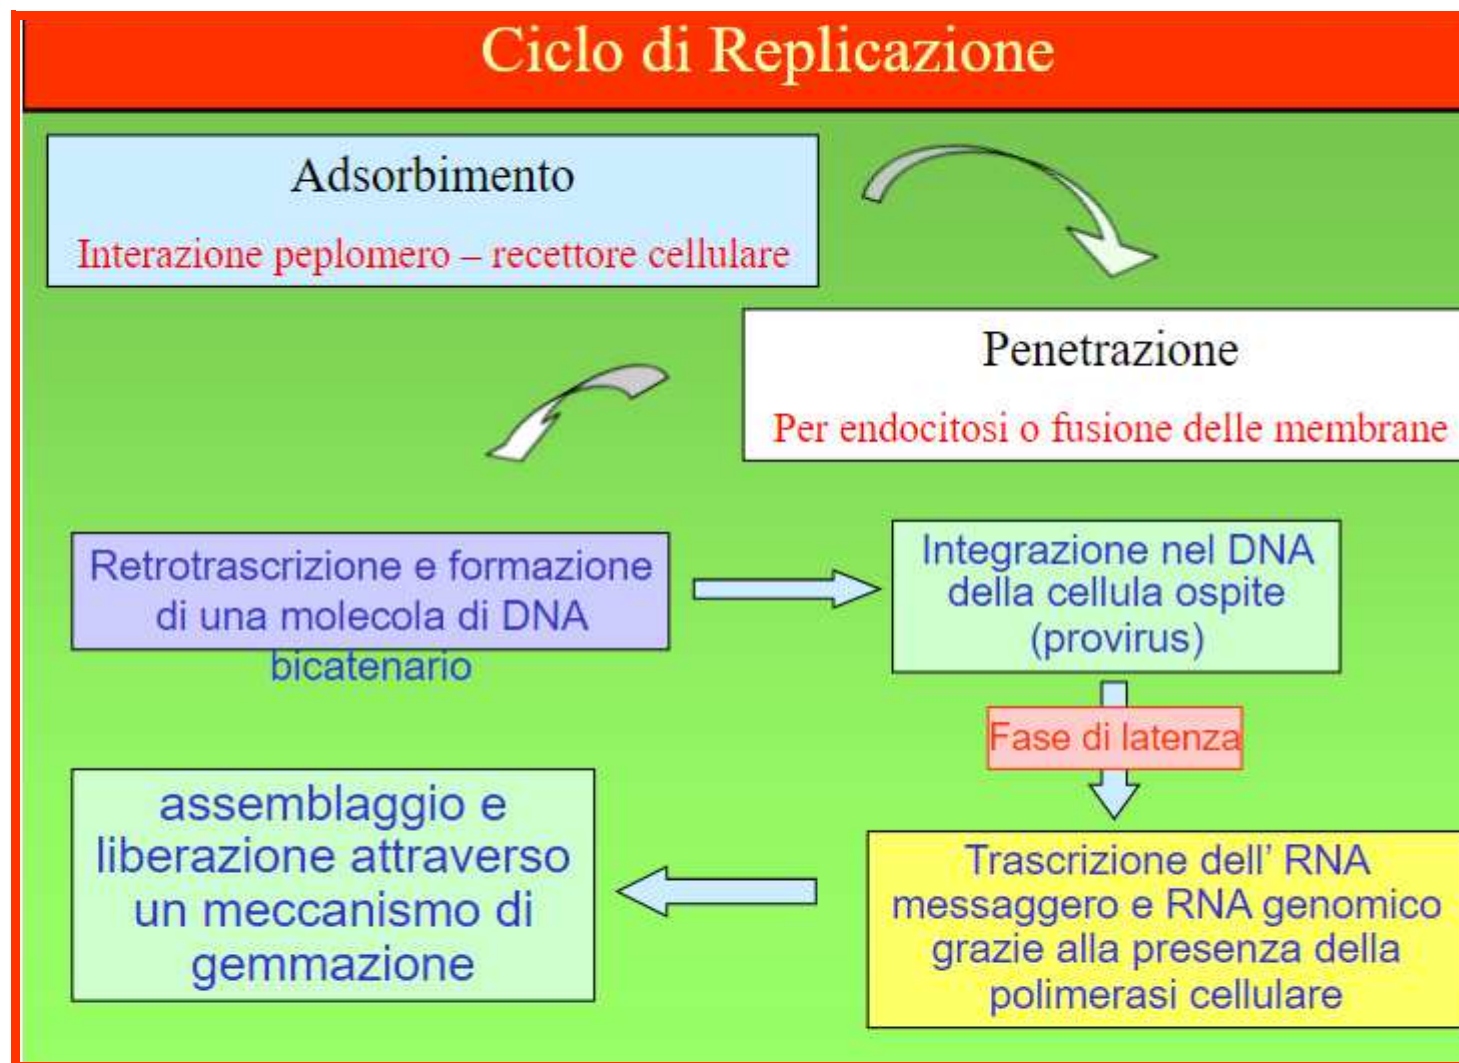 Ciclo di Replicazione
Adsorbimento
Interazione peplomero – recettore cellulare
Penetrazione
Per endocitosi o fusione delle membrane
Retrotrascrizione e formazione
di una molecola di DNA
bicatenario
Integrazione nel DNA
della cellula ospite
(provirus)
Fase di latenza
Trascrizione dell’ RNA
messaggero e RNA genomico
grazie alla presenza della
polimerasi cellulare
assemblaggio e
liberazione attraverso
un meccanismo di
gemmazione